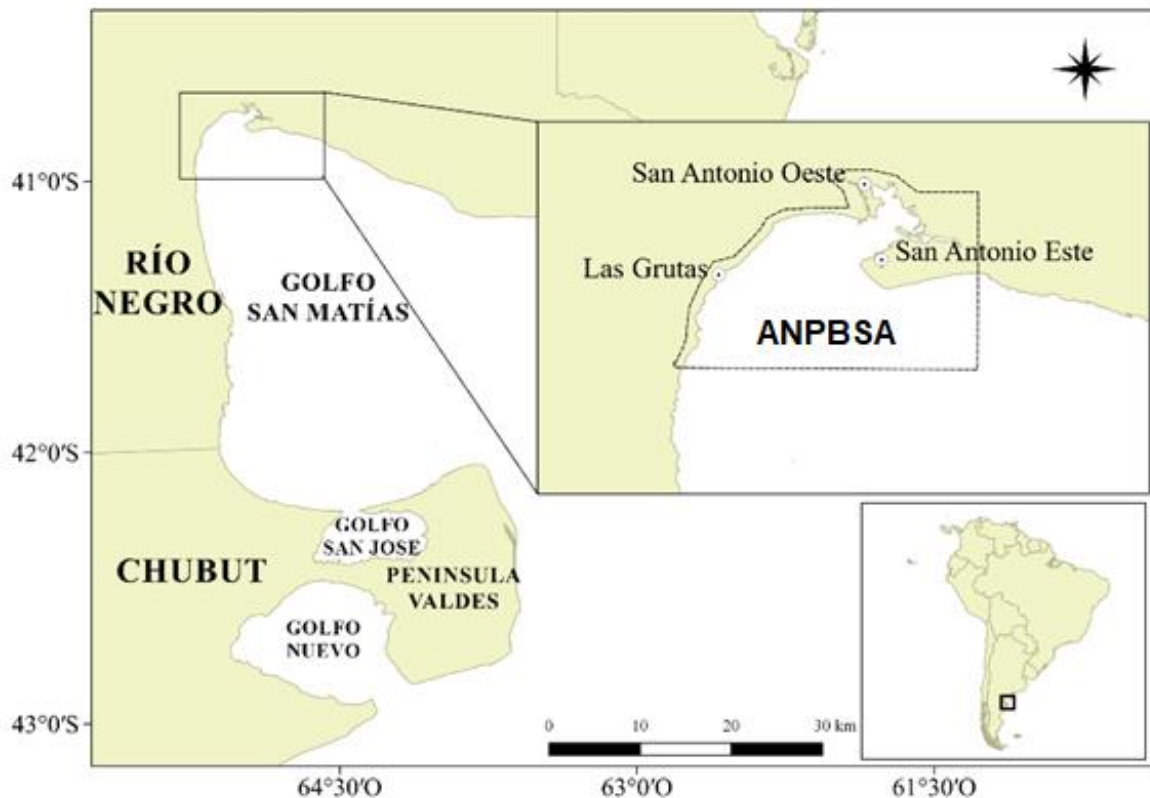 41°0'S
San Antonio Oeste
San Antonio Este
Las Grutas
RÍO
NEGRO
GOLFO
SAN MATÍAS
ANPBSA
42°0'S
GOLFO
SAN JOSE
CHUBUT
PENINSULA
VALDES
GOLFO
NUEVO
43°0'S
0 10 20 30 km
64°30'O
63°0'O
61°30'O